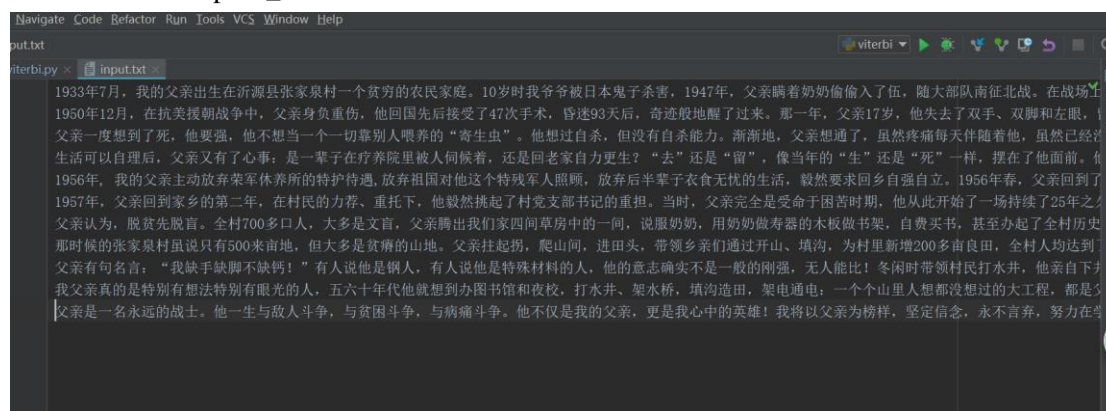 Navigate Code Refactor Run Tools VCS Window Help
put.txt viterbi
viterbi.py × input.txt ×
1933年7月，我的父亲出生在沂源县张家泉村一个贫穷的农民家庭。10岁时我爷爷被日本鬼子杀害，1947年，父亲瞒着奶奶偷偷入了伍，随大部队南征北战。在战场上
1950年12月，在抗美援朝战争中，父亲身负重伤，他回国先后接受了47次手术，昏迷93天后，奇迹般地醒了过来。那一年，父亲17岁，他失去了双手、双脚和左眼，
父亲一度想到了死，他要强，他不想当一个一切靠别人喂养的“寄生虫”。他想过自杀，但没有自杀能力。渐渐地，父亲想通了，虽然疼痛每天伴随着他，虽然已经
生活可以自理后，父亲又有了心事：是一辈子在疗养院里被人伺候着，还是回老家自力更生？“去”还是“留”，像当年的“生”还是“死”一样，摆在了他面前。
1956年, 我的父亲主动放弃荣军休养所的特护待遇,放弃祖国对他这个特残军人照顾，放弃后半辈子衣食无忧的生活，毅然要求回乡自强自立。1956年春，父亲回到了
1957年，父亲回到家乡的第二年，在村民的力荐、重托下，他毅然挑起了村党支部书记的重担。当时，父亲完全是受命于困苦时期，他从此开始了一场持续了25年之
父亲认为，脱贫先脱盲。全村700多口人，大多是文盲，父亲腾出我们家四间草房中的一间，说服奶奶，用奶奶做寿器的木板做书架，自费买书，甚至办起了全村历史
那时候的张家泉村虽说只有500来亩地，但大多是贫瘠的山地。父亲拄起拐，爬山间，进田头，带领乡亲们通过开山、填沟，为村里新增200多亩良田，全村人均达到
父亲有句名言：“我缺手缺脚不缺钙！”有人说他是钢人，有人说他是特殊材料的人，他的意志确实不是一般的刚强，无人能比！冬闲时带领村民打水井，他亲自下
我父亲真的是特别有想法特别有眼光的人，五六十年代他就想到办图书馆和夜校，打水井、架水桥，填沟造田，架电通电；一个个山里人想都没想过的大工程，都是
父亲是一名永远的战士。他一生与敌人斗争，与贫困斗争、与病痛斗争。他不仅是我的父亲，更是我心中的英雄！我将以父亲为榜样，坚定信念，永不言弃，努力在学